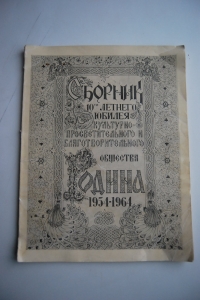 Сборник
10ти летнего
юбилея
культурно-
просветительного и
благотворительного
общества
Родина
1954-1964